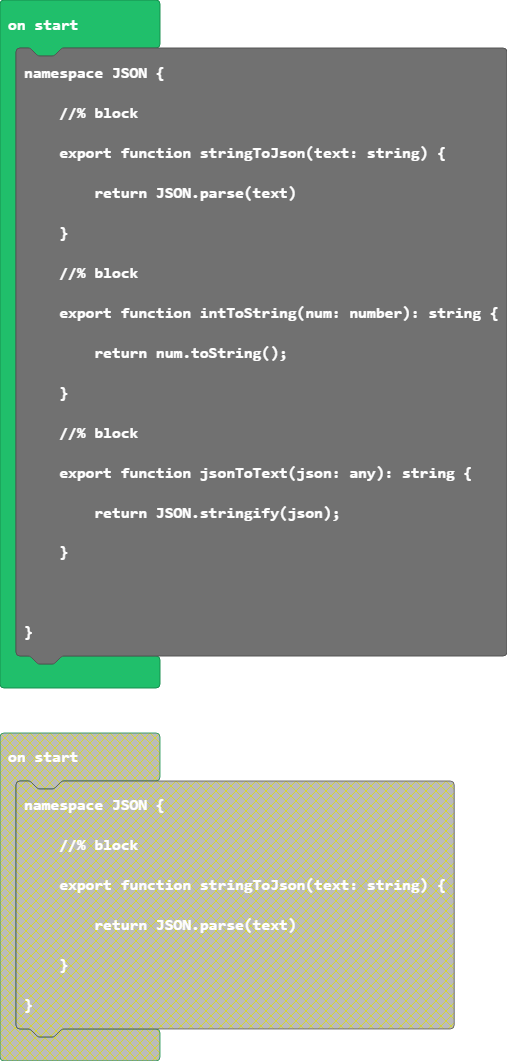 on start
namespace JSON {
//% block
export function stringToJson(text: string) {
return JSON.parse(text)
}
//% block
export function intToString(num: number): string {
return num.toString();
}
//% block
export function jsonToText(json: any): string {
return JSON.stringify(json);
}
}
on start
namespace JSON {
//% block
export function stringToJson(text: string) {
return JSON.parse(text)
}
}